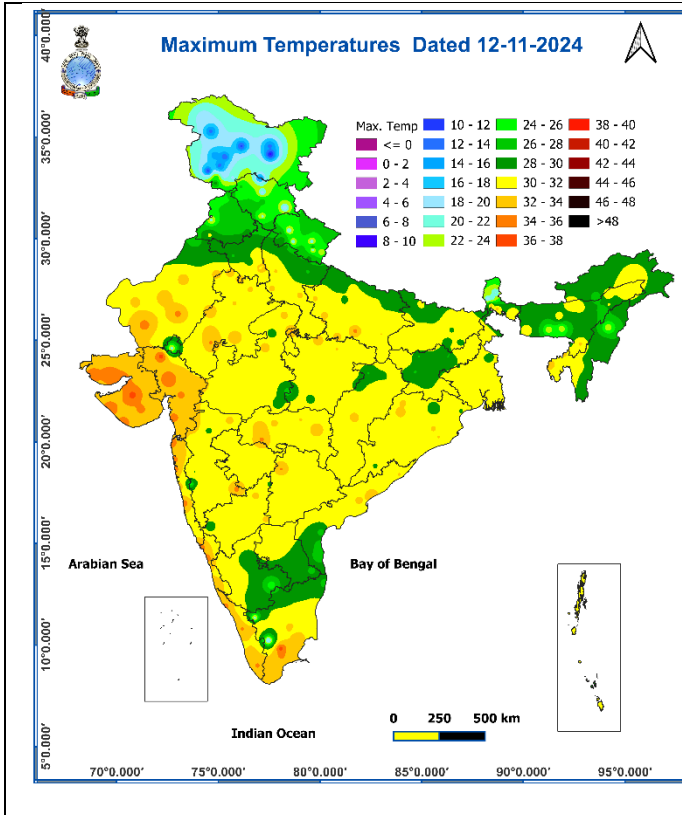 Maximum Temperatures Dated 12-11-2024
Max. Temp
<= 0
0 - 2
2 - 4
4 - 6
6 - 8
8 - 10
10 - 12
12 - 14
14 - 16
16 - 18
18 - 20
20 - 22
22 - 24
24 - 26
26 - 28
28 - 30
30 - 32
32 - 34
34 - 36
36 - 38
38 - 40
40 - 42
42 - 44
44 - 46
46 - 48
>48
40°0.000'
35°0.000'
30°0.000'
25°0.000'
20°0.000'
15°0.000'
10°0.000'
5°0.000'
Arabian Sea
Bay of Bengal
Indian Ocean
0 250 500 km
70°0.000' 75°0.000' 80°0.000' 85°0.000' 90°0.000' 95°0.000'